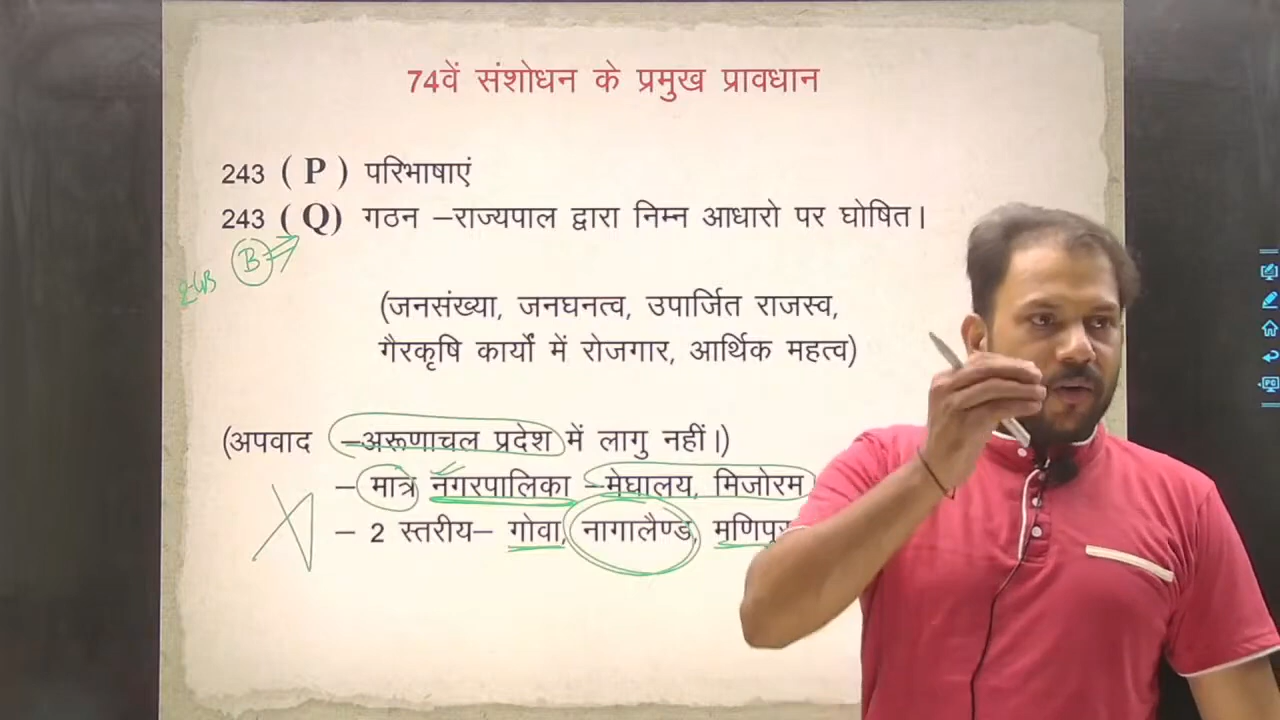 74वें संशोधन के प्रमुख प्रावधान
243 ( P ) परिभाषाएं
243 ( Q) गठन –राज्यपाल द्वारा निम्न आधारो पर घोषित।
B
(जनसंख्या, जनघनत्व, उपार्जित राजस्व,
गैरकृषि कार्यों में रोजगार, आर्थिक महत्व)
(अपवाद –अरूणाचल प्रदेश में लागु नहीं।)
– मात्र नगरपालिका –मेघालय, मिजोरम
– 2 स्तरीय– गोवा, नागालैण्ड, मणिपुर